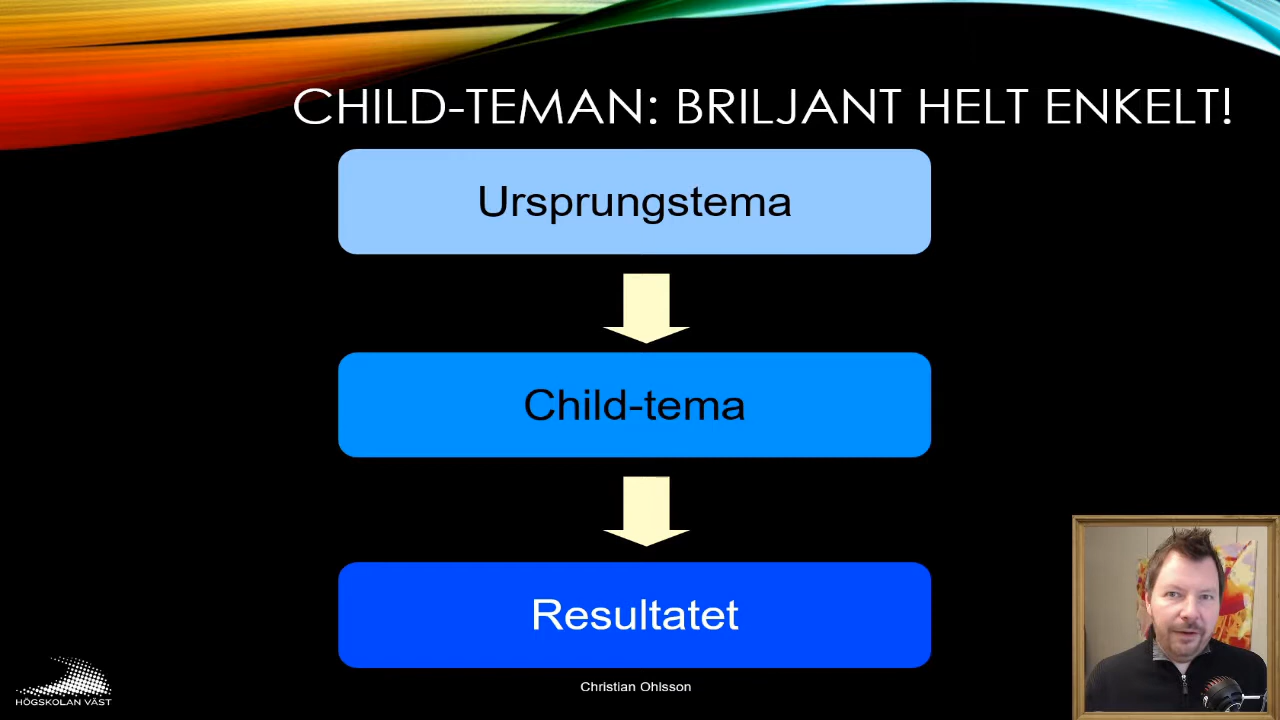 CHILD-TEMAN: BRILJANT HELT ENKELT!
Ursprungstema
Child-tema
Resultatet
Christian Ohlsson
HÖGSKOLAN VÄST